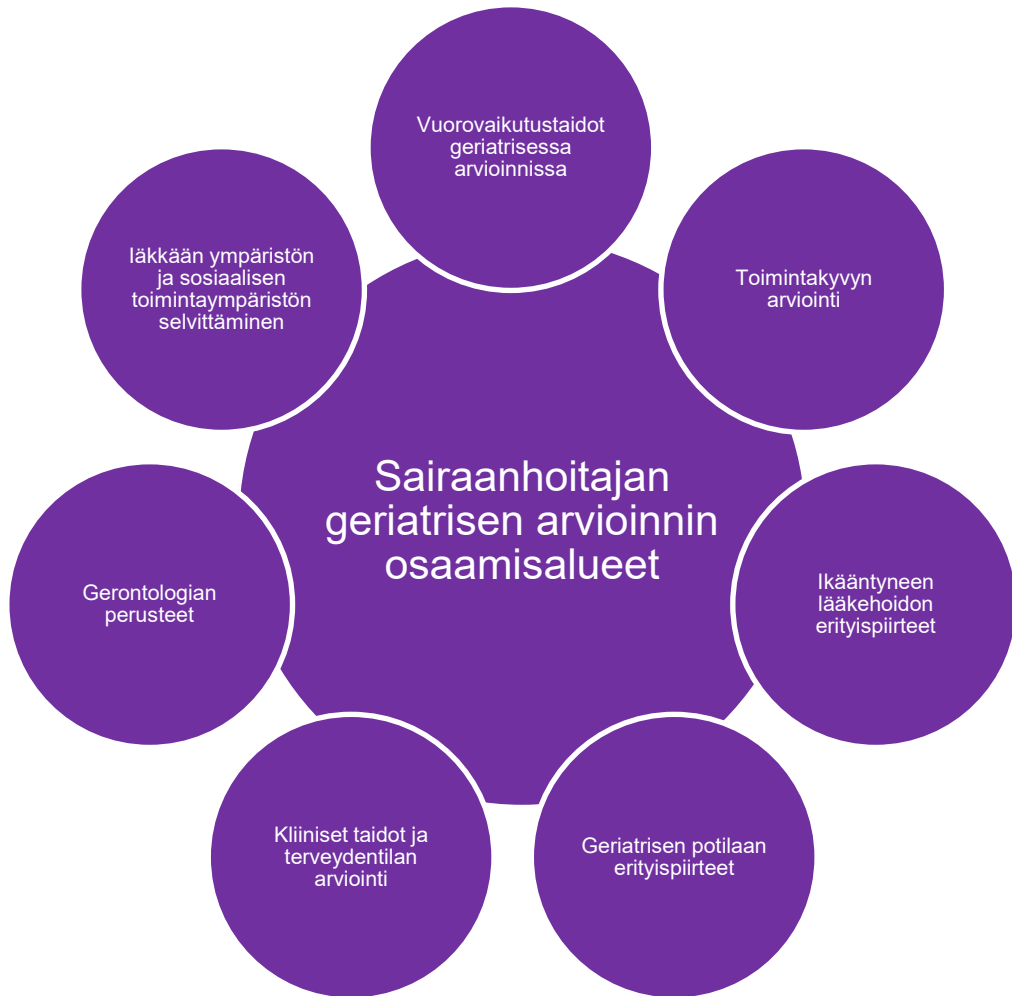 Vuorovaikutustaidot
geriatrisessa
arvioinnissa
Toimintakyvyn
arviointi
Ikääntyneen
lääkehoidon
erityispiirteet
Geriatrisen potilaan
erityispiirteet
Kliiniset taidot ja
terveydentilan
arviointi
Gerontologian
perusteet
Iäkkään ympäristön
ja sosiaalisen
toimintaympäristön
selvittäminen
Sairaanhoitajan
geriatrisen arvioinnin
osaamisalueet